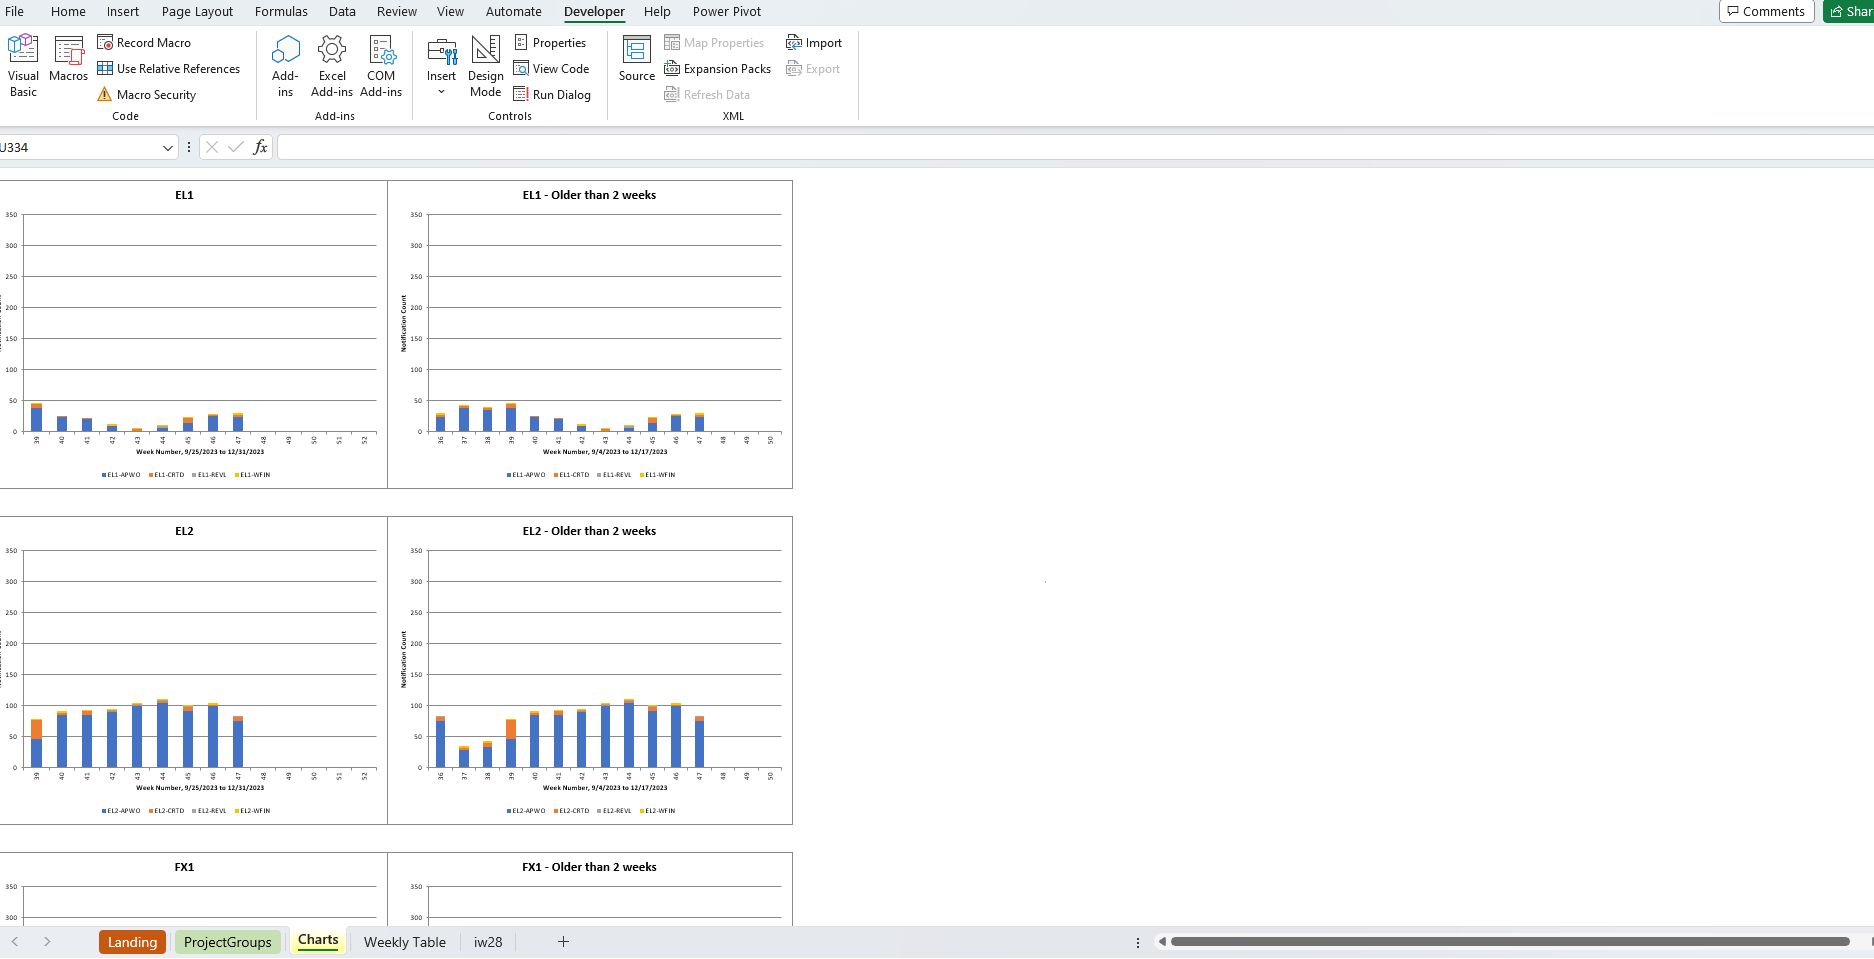 File Home Insert Page Layout Formulas Data Review View Automate Developer Help Power Pivot Comments
Visual Basic
Macros
Record Macro
Use Relative References
Macro Security
Code
Add-ins
Excel Add-ins
COM Add-ins
Add-ins
Insert
Design Mode
Properties
View Code
Run Dialog
Controls
Source
Map Properties
Expansion Packs
Refresh Data
Import
Export
XML
U334
fx
EL1
350
300
250
200
150
100
50
0
39 40 41 42 43 44 45 46 47 48 49 50 51 52
Week Number, 9/25/2023 to 12/31/2023
EL1-APWO EL1-CRTD EL1-REVL EL1-WFIN
EL1 - Older than 2 weeks
Notification Count
350
300
250
200
150
100
50
0
36 37 38 39 40 41 42 43 44 45 46 47 48 49 50
Week Number, 9/4/2023 to 12/17/2023
EL1-APWO EL1-CRTD EL1-REVL EL1-WFIN
EL2
350
300
250
200
150
100
50
0
39 40 41 42 43 44 45 46 47 48 49 50 51 52
Week Number, 9/25/2023 to 12/31/2023
EL2-APWO EL2-CRTD EL2-REVL EL2-WFIN
EL2 - Older than 2 weeks
Notification Count
350
300
250
200
150
100
50
0
36 37 38 39 40 41 42 43 44 45 46 47 48 49 50
Week Number, 9/4/2023 to 12/17/2023
EL2-APWO EL2-CRTD EL2-REVL EL2-WFIN
FX1
350
300
FX1 - Older than 2 weeks
350
300
Landing ProjectGroups Charts Weekly Table iw28